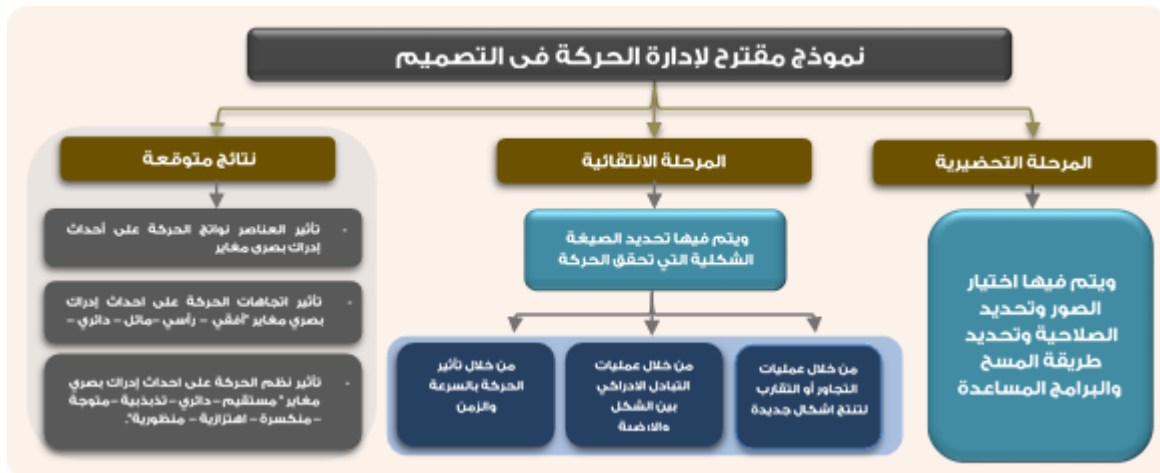 نموذج مقترح لإدارة الحركة فى التصميم
المرحلة التحضيرية
ويتم فيها اختيار
الصور وتحديد
الصلاحية وتحديد
طريقة المسح
والبرامج المساعدة
المرحلة الانتقائية
ويتم فيها تحديد الصيغة
الشكلية التي تحقق الحركة
من خلال عمليات
التجاور أو التقارب
لتنتج اشكال جديدة
من خلال عمليات
التبادل الادراكي
بين الشكل
والارضية
من خلال تأثير
الحركة بالسرعة
والزمن
نتائج متوقعة
- تأثير العناصر نواتج الحركة على أحداث
إدراك بصري مغاير
- تأثير اتجاهات الحركة على احداث إدراك
بصري مغاير "أفقي – رأسي –مائل – دائري –
- تأثير نظم الحركة على احداث إدراك بصري
مغاير " مستقيم –دائري – تذبذبية –متوجة
–منكسرة – اهتزازية – منظورية".